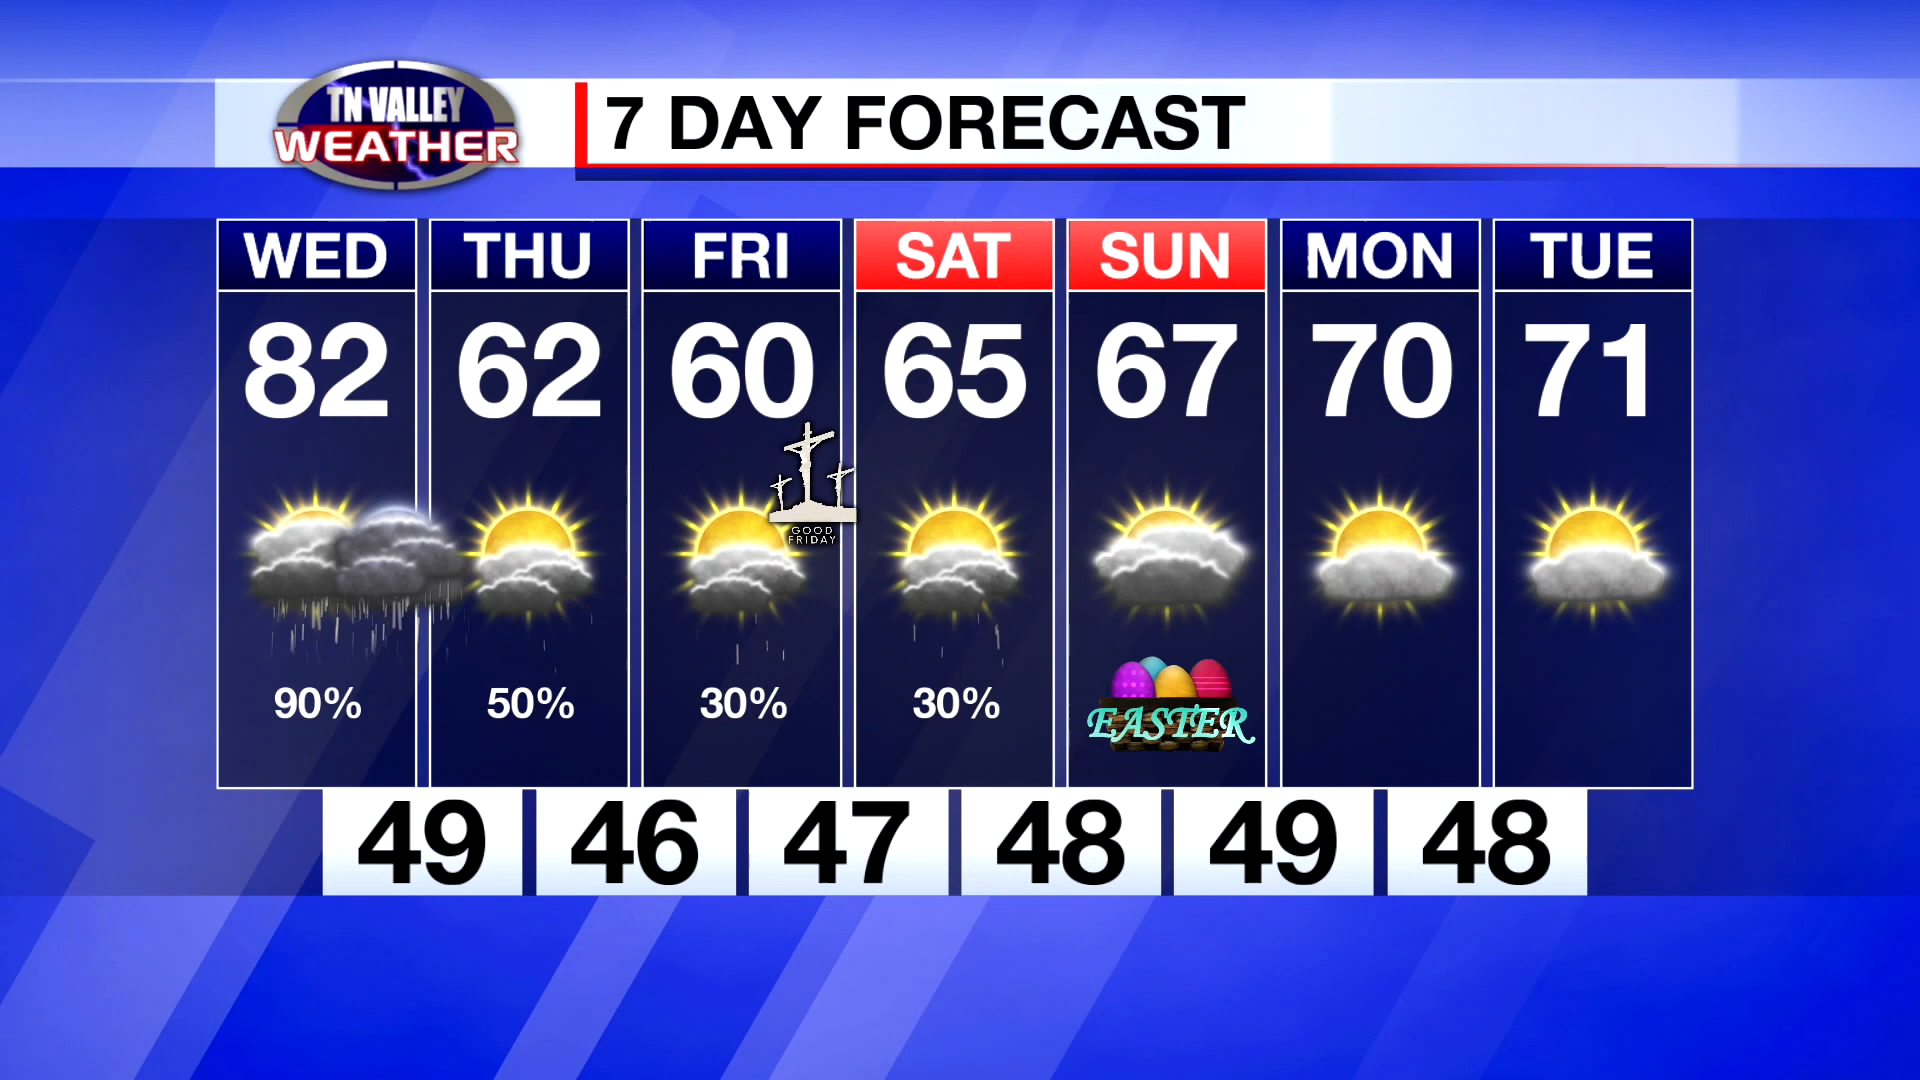 TN VALLEY
WEATHER
7 DAY FORECAST
WED THU FRI SAT SUN MON TUE
82 62 60 65 67 70 71
GOOD
FRIDAY
90% 50% 30% 30%
EASTER
49 46 47 48 49 48